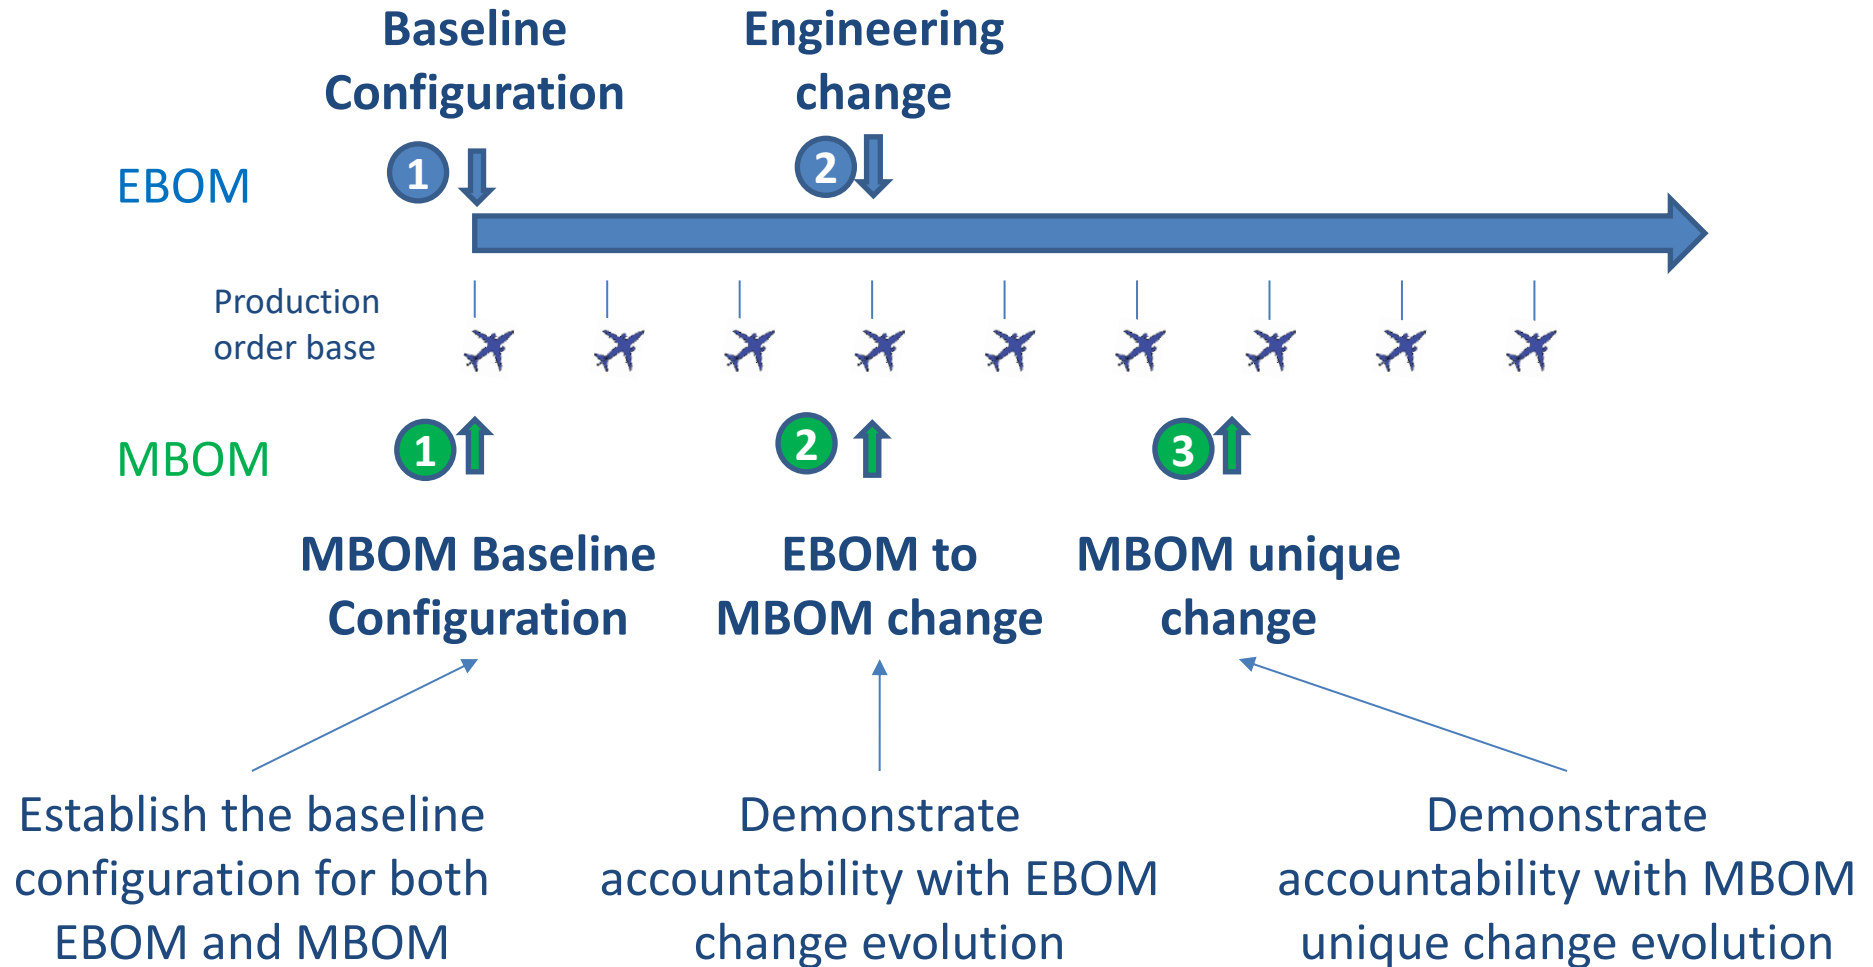 Baseline
Configuration
Engineering
change
1
2
EBOM
Production
order base
MBOM
1
2
3
MBOM Baseline
Configuration
EBOM to
MBOM change
MBOM unique
change
Establish the baseline
configuration for both
EBOM and MBOM
Demonstrate
accountability with EBOM
change evolution
Demonstrate
accountability with MBOM
unique change evolution